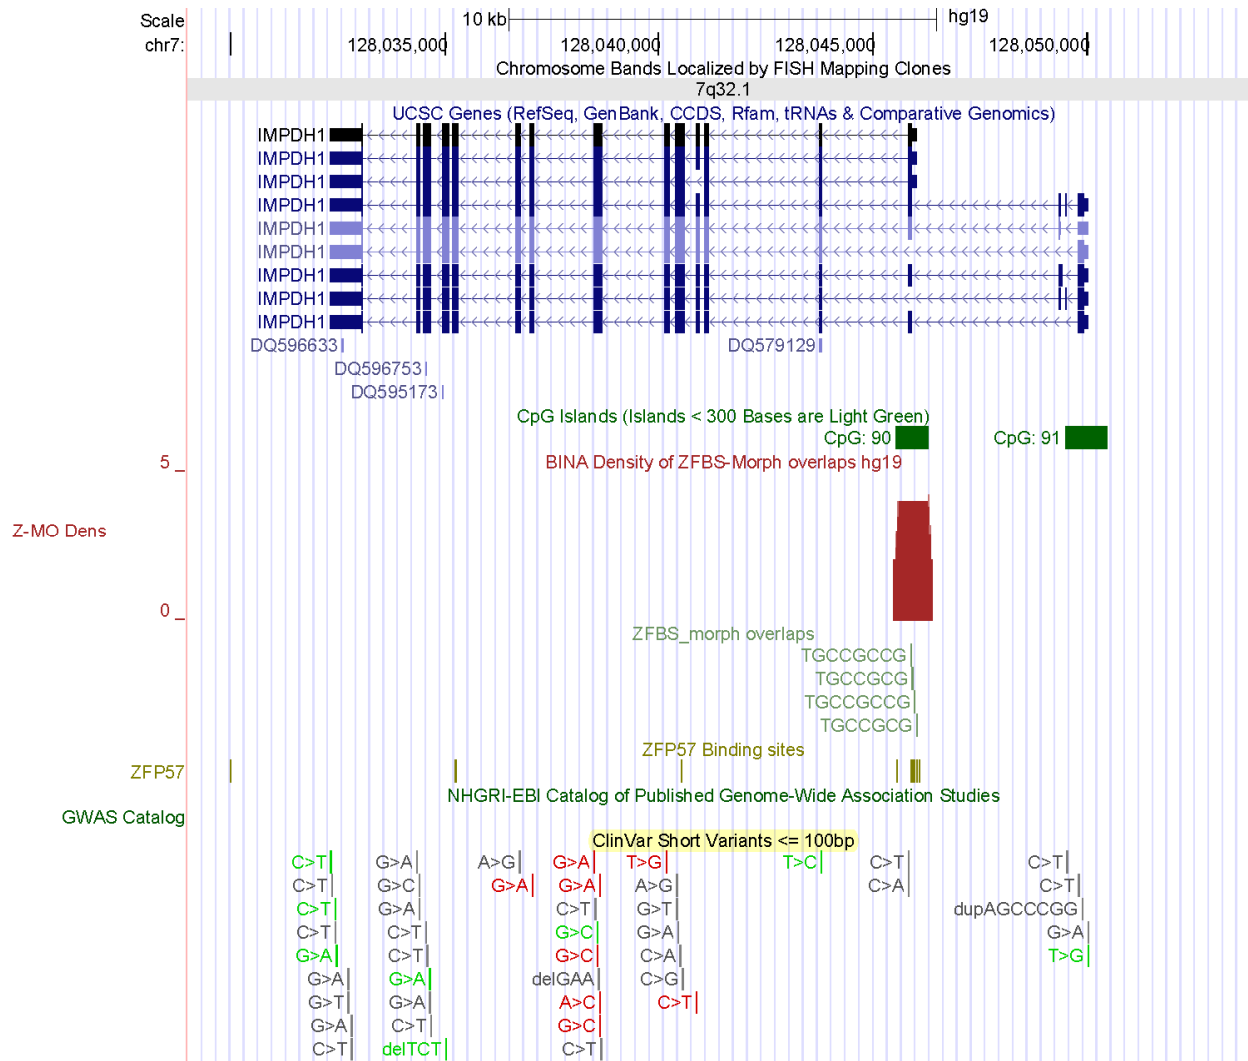 Scale 10 kb hg19
chr7: 128,035,000 128,040,000 128,045,000 128,050,000
Chromosome Bands Localized by FISH Mapping Clones
7q32.1
UCSC Genes (RefSeq, GenBank, CCDS, Rfam, tRNAs & Comparative Genomics)
IMPDH1
IMPDH1
IMPDH1
IMPDH1
IMPDH1
IMPDH1
IMPDH1
IMPDH1
IMPDH1
DQ596633 DQ579129
DQ596753
DQ595173
CpG Islands (Islands < 300 Bases are Light Green)
CpG: 90 CpG: 91
BINA Density of ZFBS-Morph overlaps hg19
5
Z-MO Dens
0
ZFBS_morph overlaps
TGCCGCCG
TGCCGCG
TGCCGCCG
TGCCGCG
ZFP57 Binding sites
ZFP57
NHGRI-EBI Catalog of Published Genome-Wide Association Studies
GWAS Catalog
ClinVar Short Variants <= 100bp
C>T G>A A>G G>A T>G T>C C>T C>T
C>T G>C G>A G>A A>G C>A C>T
C>T G>A C>T G>T dupAGCCCGG
C>T C>T G>C G>A G>A
G>A C>T G>C C>A T>G
G>A G>A delGAA C>G
G>T G>A A>C C>T
G>A C>T G>C
C>T delTCT C>T